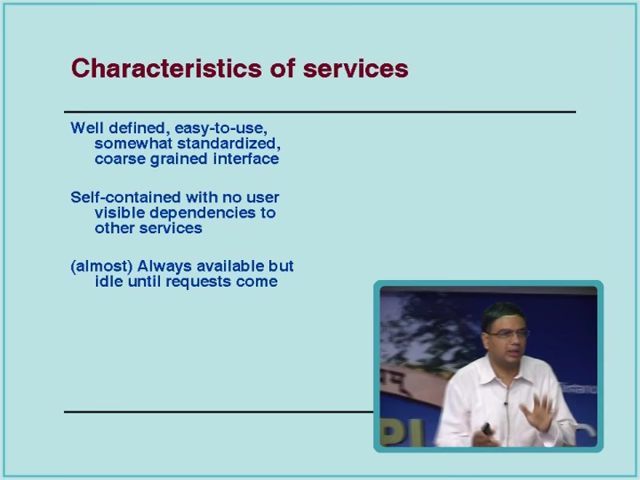 Characteristics of services
Well defined, easy-to-use,
somewhat standardized,
coarse grained interface
Self-contained with no user
visible dependencies to
other services
(almost) Always available but
idle until requests come